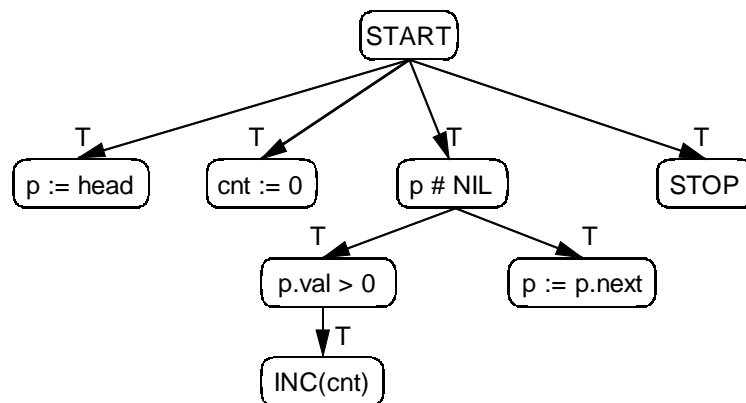 START
T T T T
p := head cnt := 0 p # NIL STOP
T T
p.val > 0 p := p.next
T
INC(cnt)